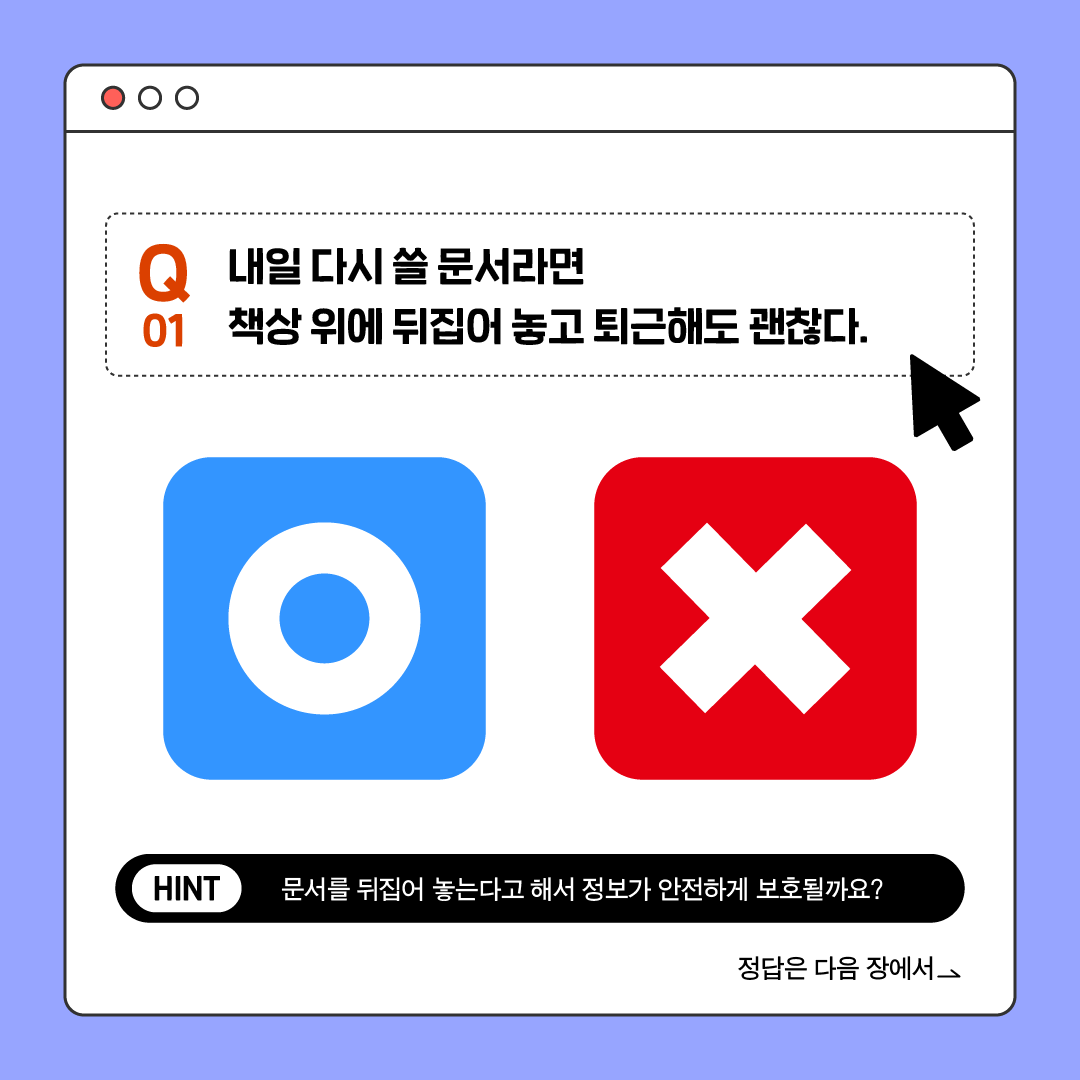 Q
01
내일 다시 쓸 문서라면
책상 위에 뒤집어 놓고 퇴근해도 괜찮다.
HINT
문서를 뒤집어 놓는다고 해서 정보가 안전하게 보호될까요?
정답은 다음 장에서